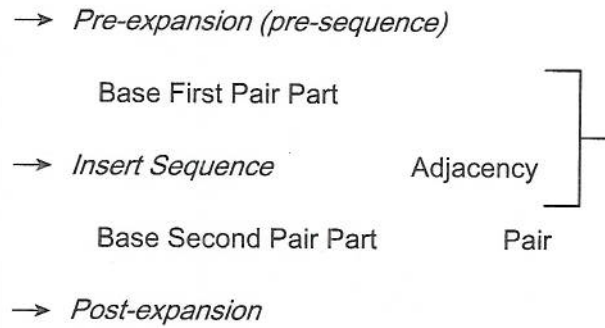 → Pre-expansion (pre-sequence)
Base First Pair Part
→ Insert Sequence Adjacency
Base Second Pair Part Pair
→ Post-expansion